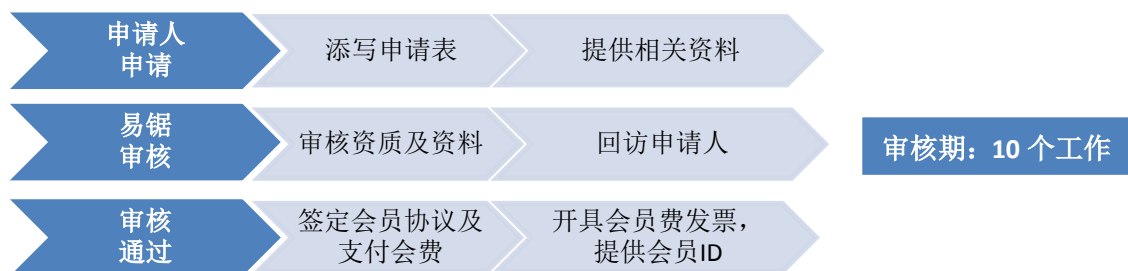 申请人
申请
添写申请表
提供相关资料
易锯
审核
审核资质及资料
回访申请人
审核期：10 个工作
审核
通过
签定会员协议及
支付会费
开具会员费发票，
提供会员ID